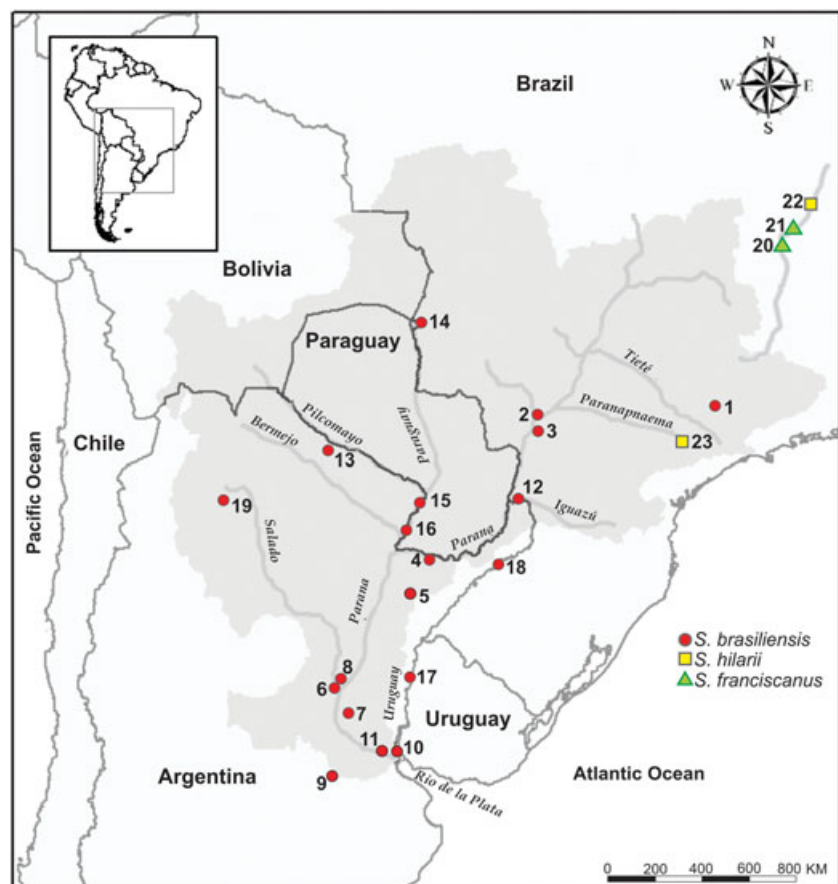 Brazil
N
W
E
S
22
21
20
Bolivia
14
Paraguay
Tieté
1
2
Paranapnaema
3
Pilcomayo
Paraguay
Bermejo
23
Chile
13
12
15
19
Iguazú
Salado
16
Parana
4
18
Pacific Ocean
5
Parana
S. brasiliensis
S. hilarii
S. franciscanus
8
17
6
Uruguay
7
Uruguay
11
10
Argentina
9
Rio de la Plata
Atlantic Ocean
0 200 400 600 800 KM